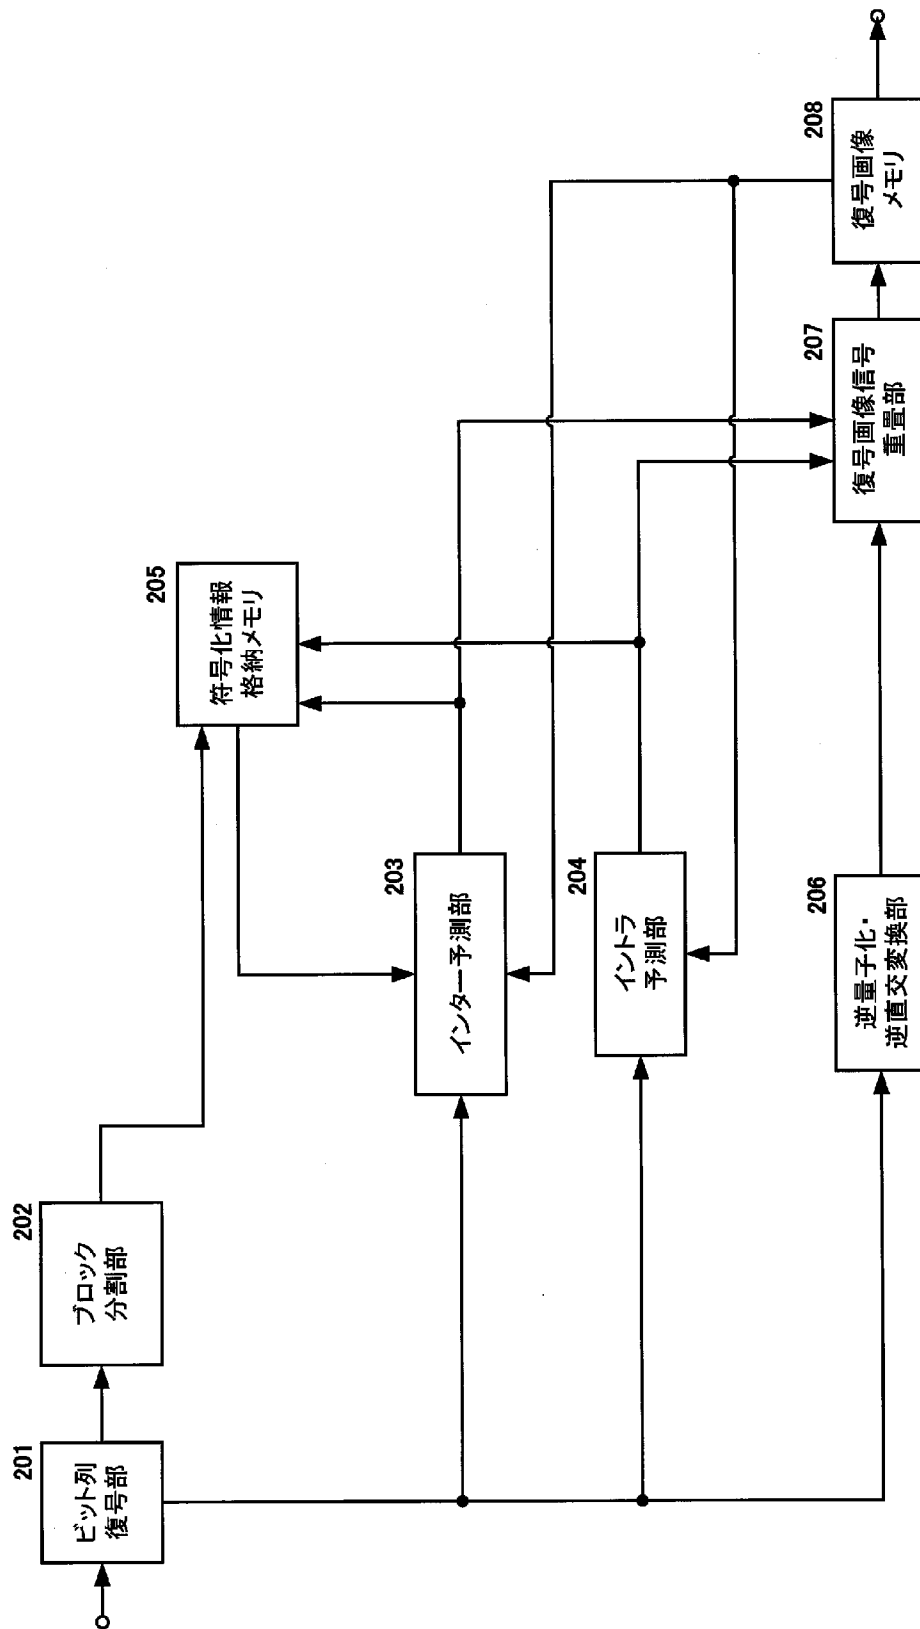 201
ビット列
復号部
202
ブロック
分割部
203
インター予測部
204
イントラ
予測部
205
符号化情報
格納メモリ
206
逆量子化・
逆直交変換部
207
復号画像信号
重畳部
208
復号画像
メモリ